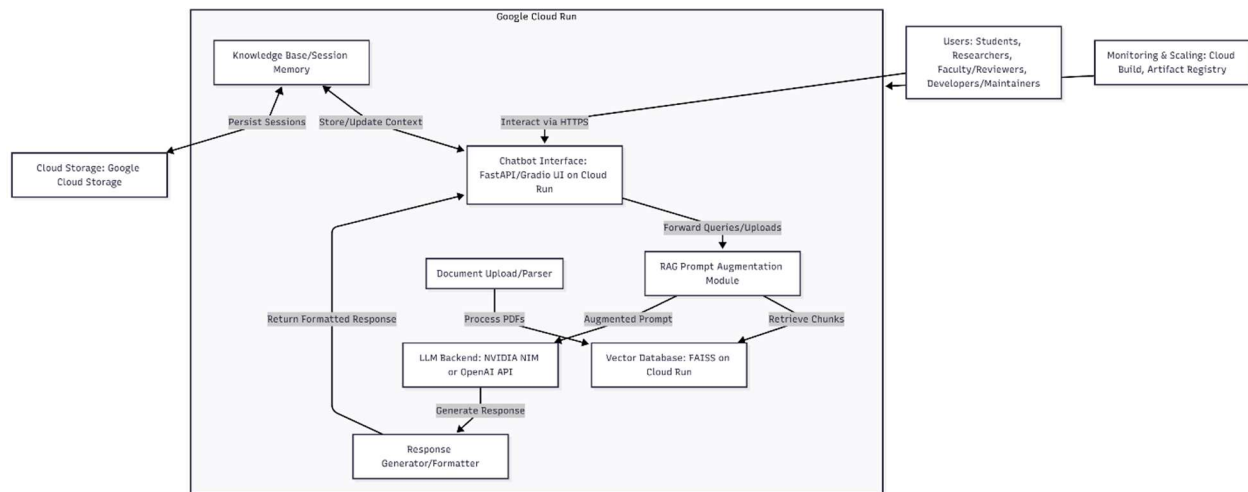 Google Cloud Run
Knowledge Base/Session
Memory
Users: Students,
Researchers,
Faculty/Reviewers,
Developers/Maintainers
Monitoring & Scaling: Cloud
Build, Artifact Registry
Persist Sessions
Store/Update Context
Interact via HTTPS
Cloud Storage: Google
Cloud Storage
Chatbot Interface:
FastAPI/Gradio UI on Cloud
Run
Forward Queries/Uploads
Document Upload/Parser
RAG Prompt Augmentation
Module
Return Formatted Response
Process PDFs
Augmented Prompt
Retrieve Chunks
LLM Backend: NVIDIA NIM
or OpenAI API
Vector Database: FAISS on
Cloud Run
Generate Response
Response
Generator/Formatter